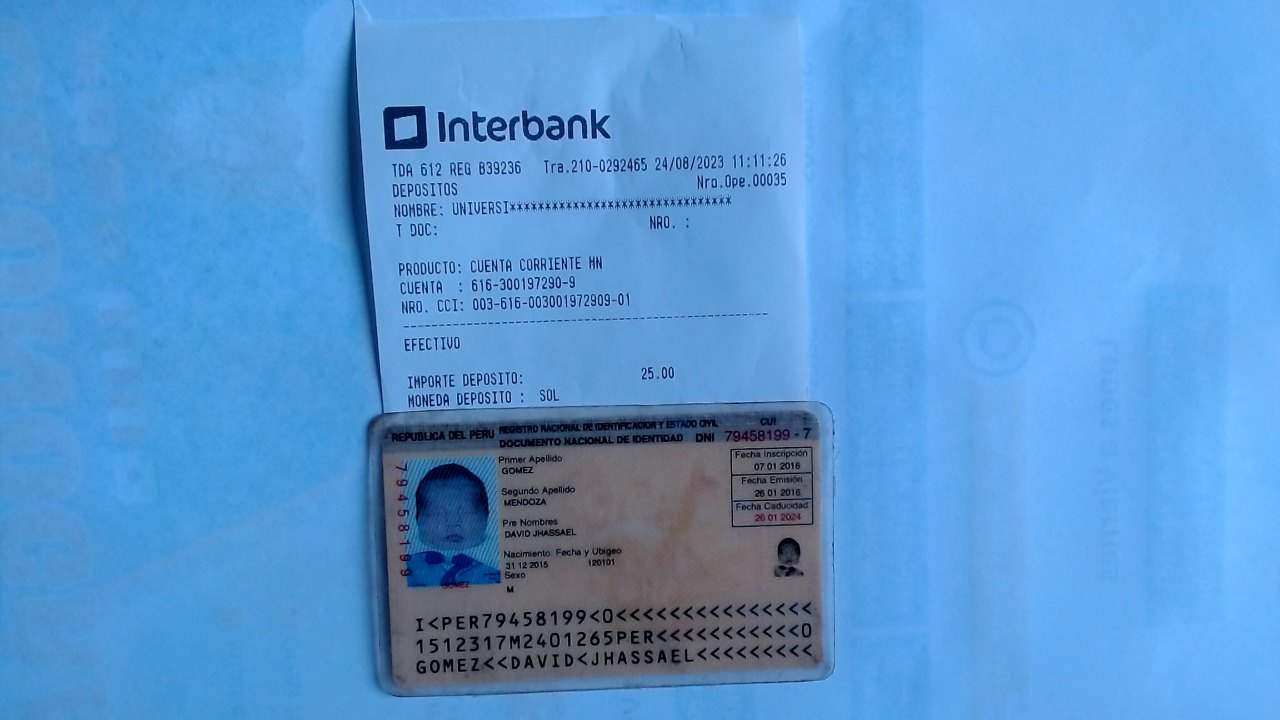 Interbank
TDA 612 REG B39236 Tra.210-0292465 24/08/2023 11:11:26
DEPOSITOS Nro.Ope.00035
NOMBRE: UNIVERSI*******************************
T DOC: NRO. :
PRODUCTO: CUENTA CORRIENTE MN
CUENTA : 616-300197290-9
NRO. CCI: 003-616-003001972909-01
EFECTIVO
IMPORTE DEPOSITO: 25.00
MONEDA DEPOSITO : SOL
REPUBLICA DEL PERU REGISTRO NACIONAL DE IDENTIFICACION Y ESTADO CIVIL CUI
DOCUMENTO NACIONAL DE IDENTIDAD DNI 79458199 - 7
79458199
Primer Apellido
GOMEZ
Segundo Apellido
MENDOZA
Pre Nombres
DAVID JHASSAEL
Nacimiento: Fecha y Ubigeo
31 12 2015 120101
Sexo
M
Fecha Inscripción
07 01 2016
Fecha Emisión
26 01 2016
Fecha Caducidad
26 01 2024
GOMEZ
I<PER79458199<0<<<<<<<<<<<<<<<
1512317M2401265PER<<<<<<<<<<<0
GOMEZ<<DAVID<JHASSAEL<<<<<<<<<